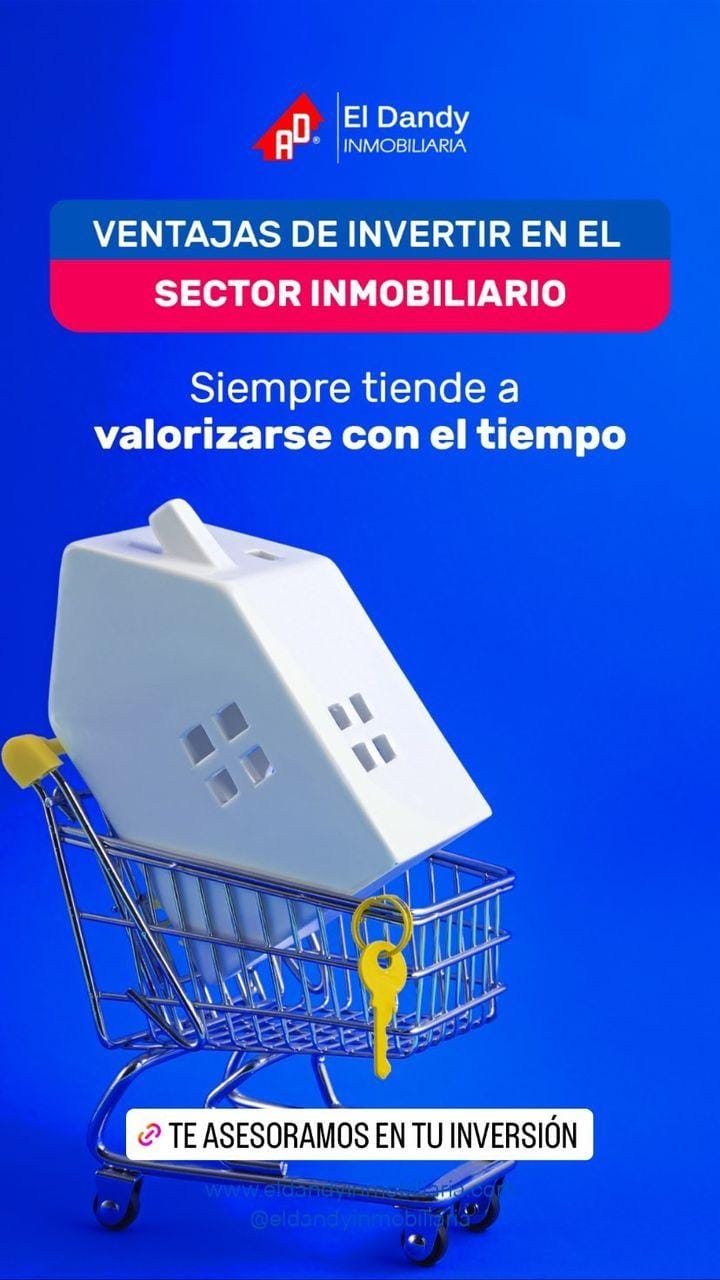 AD®
El Dandy
INMOBILIARIA
VENTAJAS DE INVERTIR EN EL
SECTOR INMOBILIARIO
Siempre tiende a
valorizarse con el tiempo
TE ASESORAMOS EN TU INVERSIÓN
www.eldandyinmobiliaria.com
@eldandyinmobiliaria